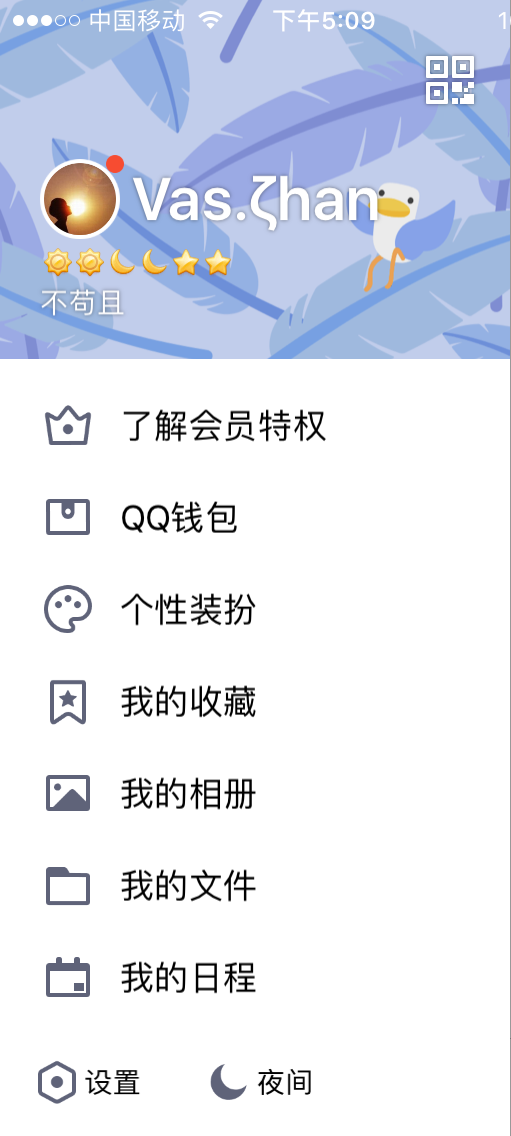 中国移动 下午5:09
Vas.ζhan
不苟且
了解会员特权
QQ钱包
个性装扮
我的收藏
我的相册
我的文件
我的日程
设置 夜间